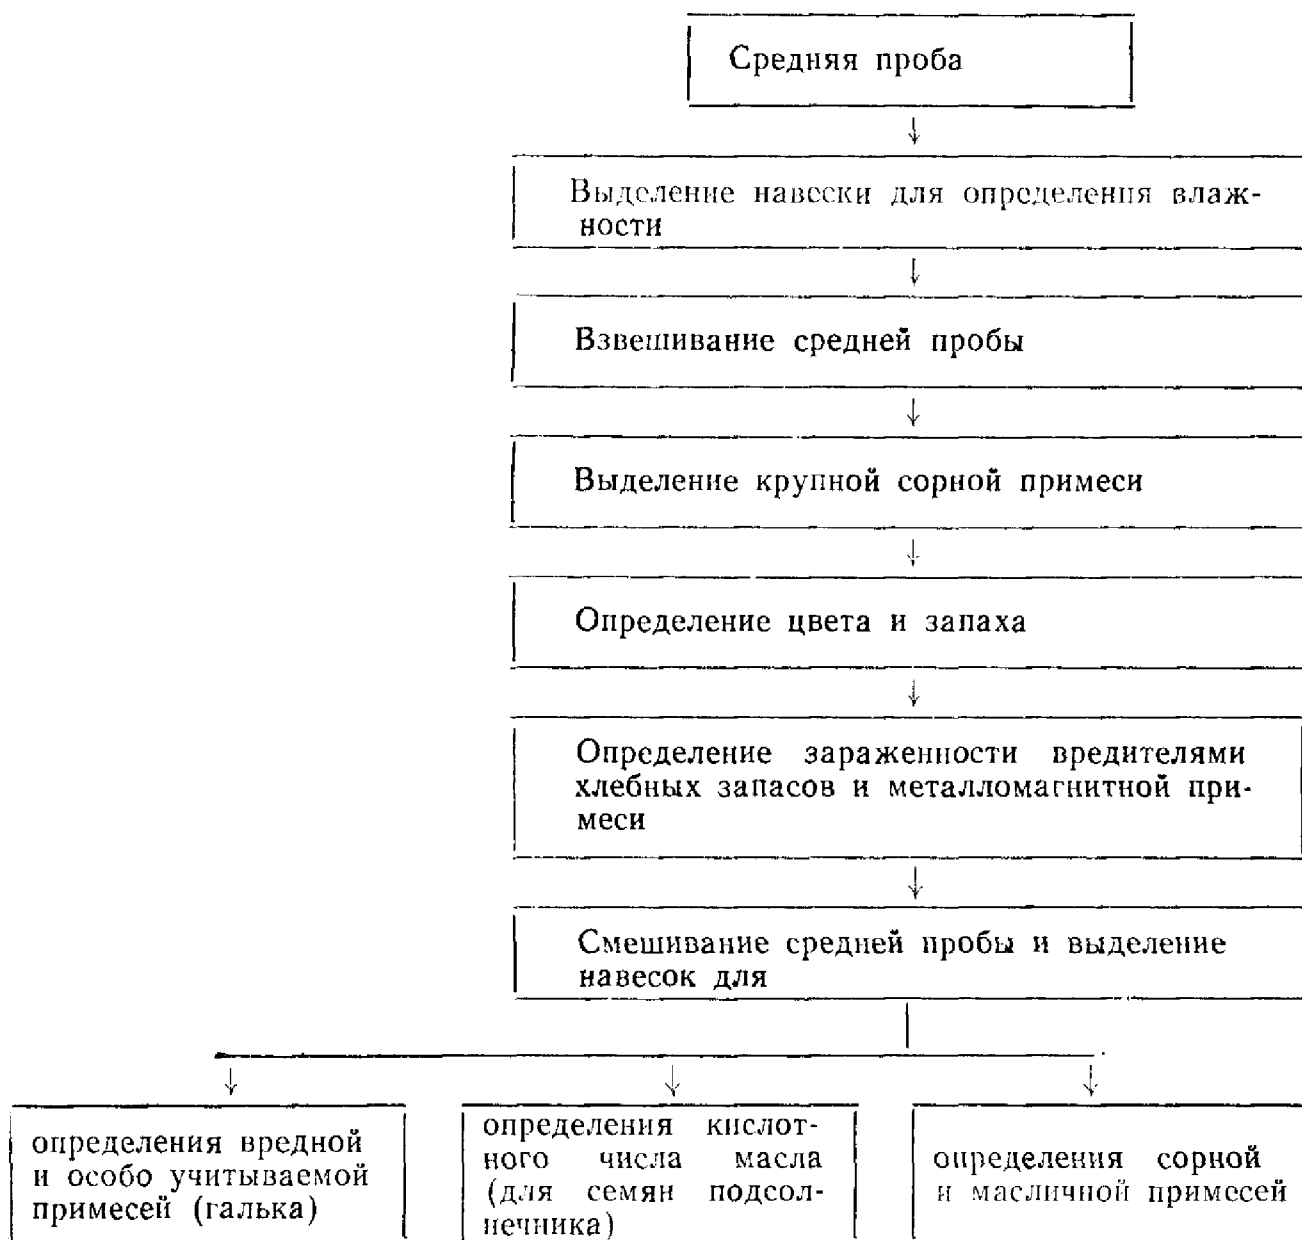 Средняя проба
Выделение навески для определения влаж-
ности
Взвешивание средней пробы
Выделение крупной сорной примеси
Определение цвета и запаха
Определение зараженности вредителями
хлебных запасов и металломагнитной при-
меси
Смешивание средней пробы и выделение
навесок для
определения вредной
и особо учитываемой
примесей (галька)
определения кислот-
ного числа масла
(для семян подсол-
нечника)
определения сорной
и масличной примесей